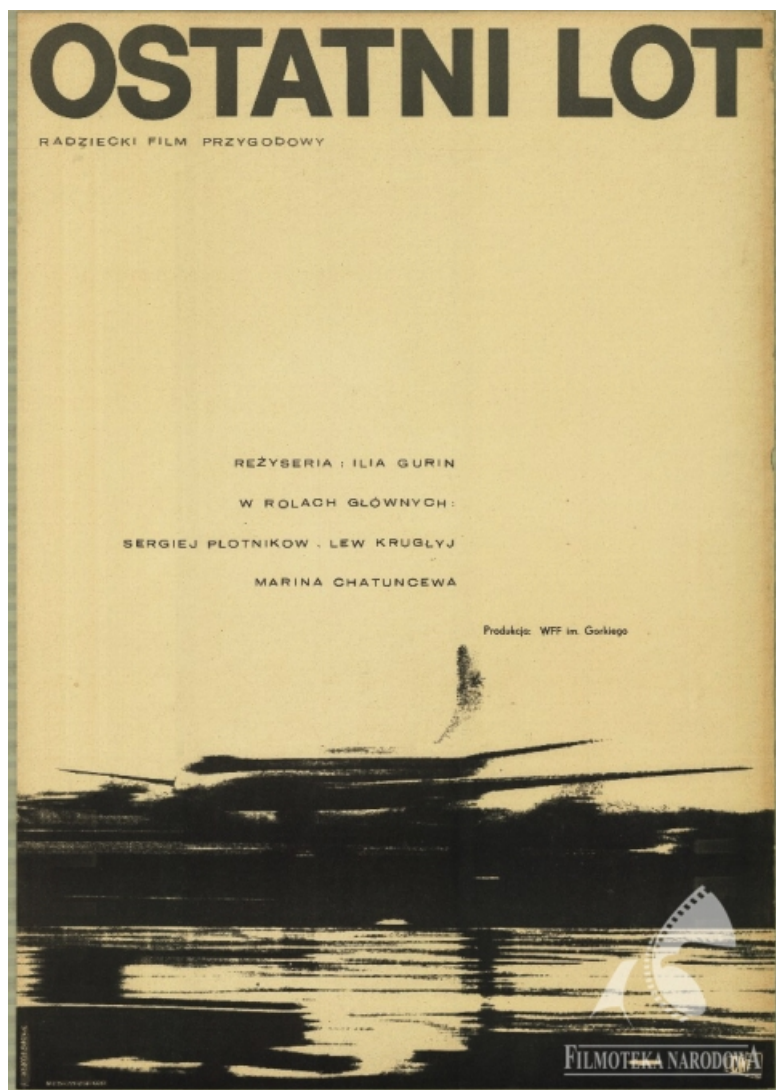 OSTATNI LOT
RADZIECKI FILM PRZYGODOWY
REŻYSERIA : ILIA GURIN
W ROLACH GŁÓWNYCH:
SERGIEJ PŁOTNIKOW . LEW KRUGŁYJ
MARINA CHATUNCEWA
Produkcja: WFF im. Gorkiego
FILMOTEKA NARODOWA